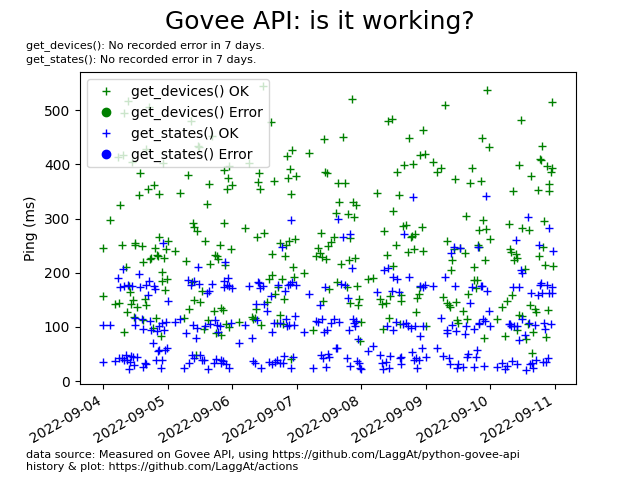 Govee API: is it working?
get_devices(): No recorded error in 7 days.
get_states(): No recorded error in 7 days.
get_devices() OK
get_devices() Error
get_states() OK
get_states() Error
Ping (ms)
500
400
300
200
100
0
2022-09-04
2022-09-05
2022-09-06
2022-09-07
2022-09-08
2022-09-09
2022-09-10
2022-09-11
data source: Measured on Govee API, using https://github.com/LaggAt/python-govee-api
history & plot: https://github.com/LaggAt/actions